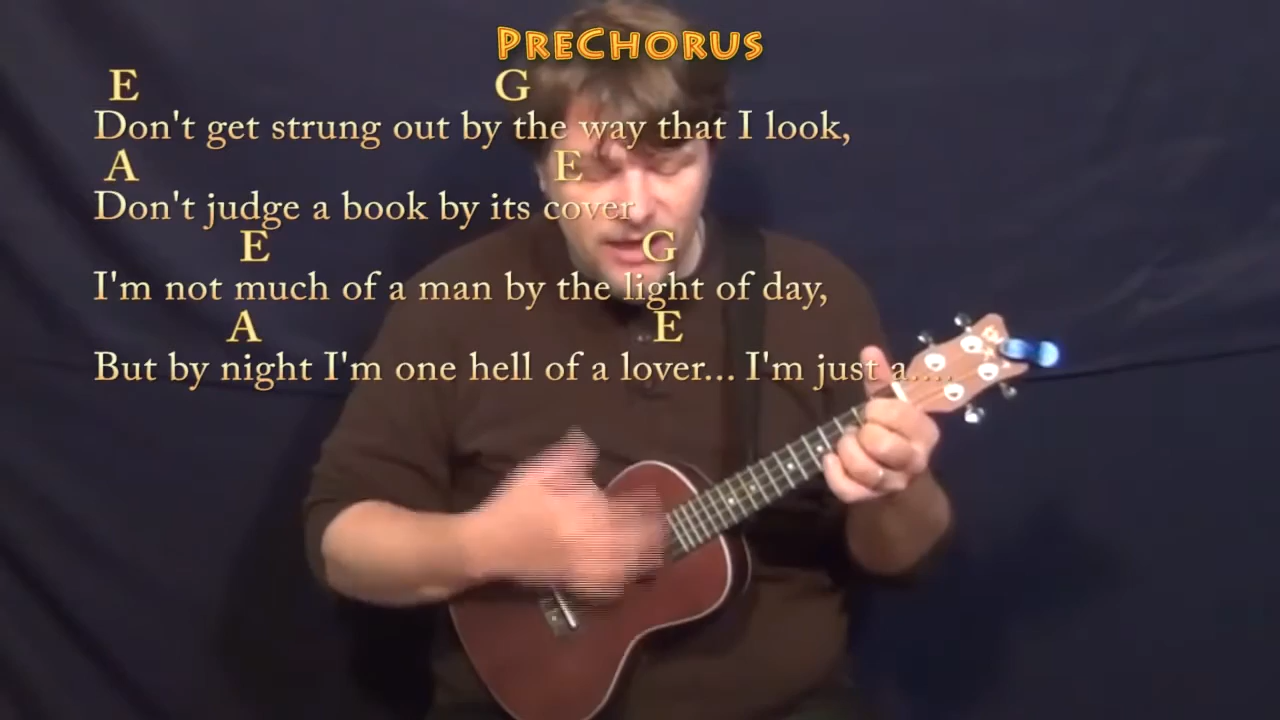 PreChorus
E G
Don't get strung out by the way that I look,
A E
Don't judge a book by its cover
E G
I'm not much of a man by the light of day,
A E
But by night I'm one hell of a lover... I'm just a....